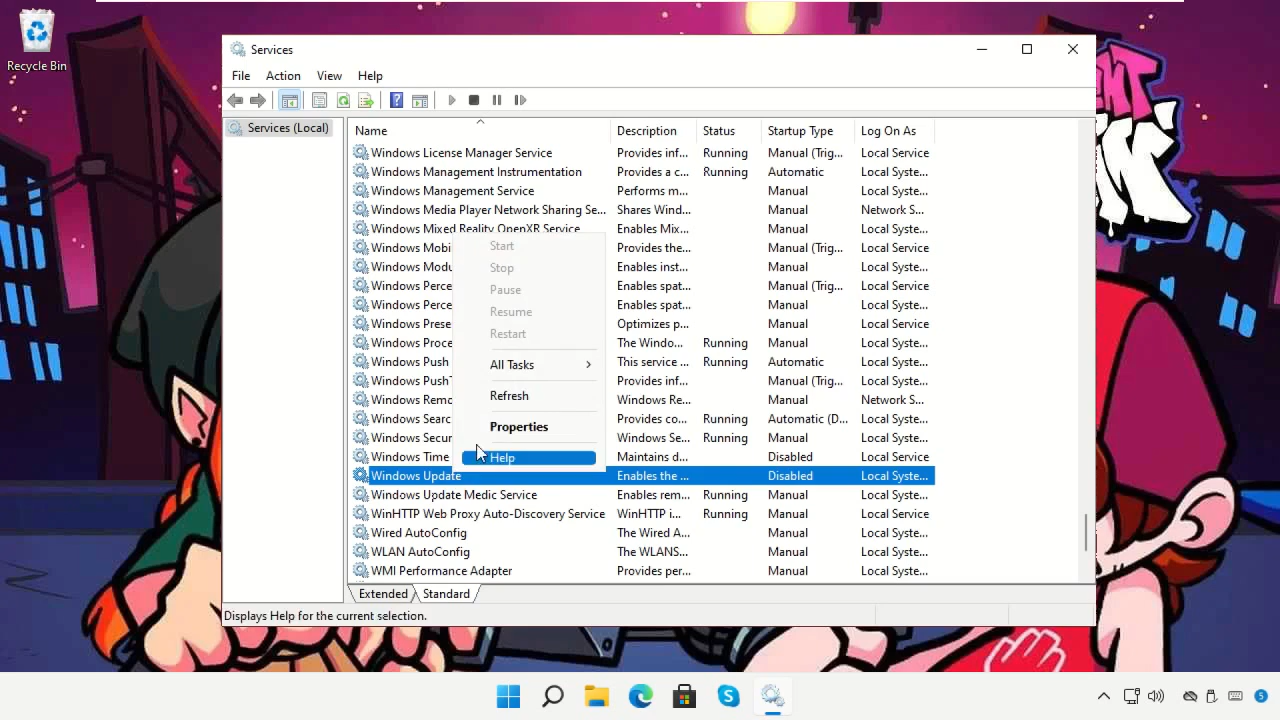 Recycle Bin
Services
File Action View Help
Services (Local)
Name Description Status Startup Type Log On As
Windows License Manager Service Provides inf... Running Manual (Trig... Local Service
Windows Management Instrumentation Provides a c... Running Automatic Local Syste...
Windows Management Service Performs m... Manual Local Syste...
Windows Media Player Network Sharing Se... Shares Wind... Manual Network S...
Windows Mixed Reality OpenXR Service Enables Mix... Manual Local Syste...
Windows Mobi Provides the... Manual (Trig... Local Service
Windows Modu Enables inst... Manual Local Syste...
Windows Perce Enables spat... Manual (Trig... Local Syste...
Windows Perce Enables spat... Manual Local Syste...
Windows Prese Optimizes p... Manual Local Service
Windows Proce The Windo... Running Manual Local Syste...
Windows Push This service ... Running Automatic Local Syste...
Windows PushT Provides inf... Manual (Trig... Local Syste...
Windows Remo Windows Re... Manual Network S...
Windows Searc Provides co... Running Automatic (D... Local Syste...
Windows Secur Windows Se... Running Manual Local Syste...
Windows Time Maintains d... Disabled Local Service
Windows Update Enables the ... Disabled Local Syste...
Windows Update Medic Service Enables rem... Running Manual Local Syste...
WinHTTP Web Proxy Auto-Discovery Service WinHTTP i... Running Manual Local Service
Wired AutoConfig The Wired A... Manual Local Syste...
WLAN AutoConfig The WLANS... Manual Local Syste...
WMI Performance Adapter Provides per... Manual Local Syste...
Start
Stop
Pause
Resume
Restart
All Tasks
Refresh
Properties
Help
Extended Standard
Displays Help for the current selection.
5